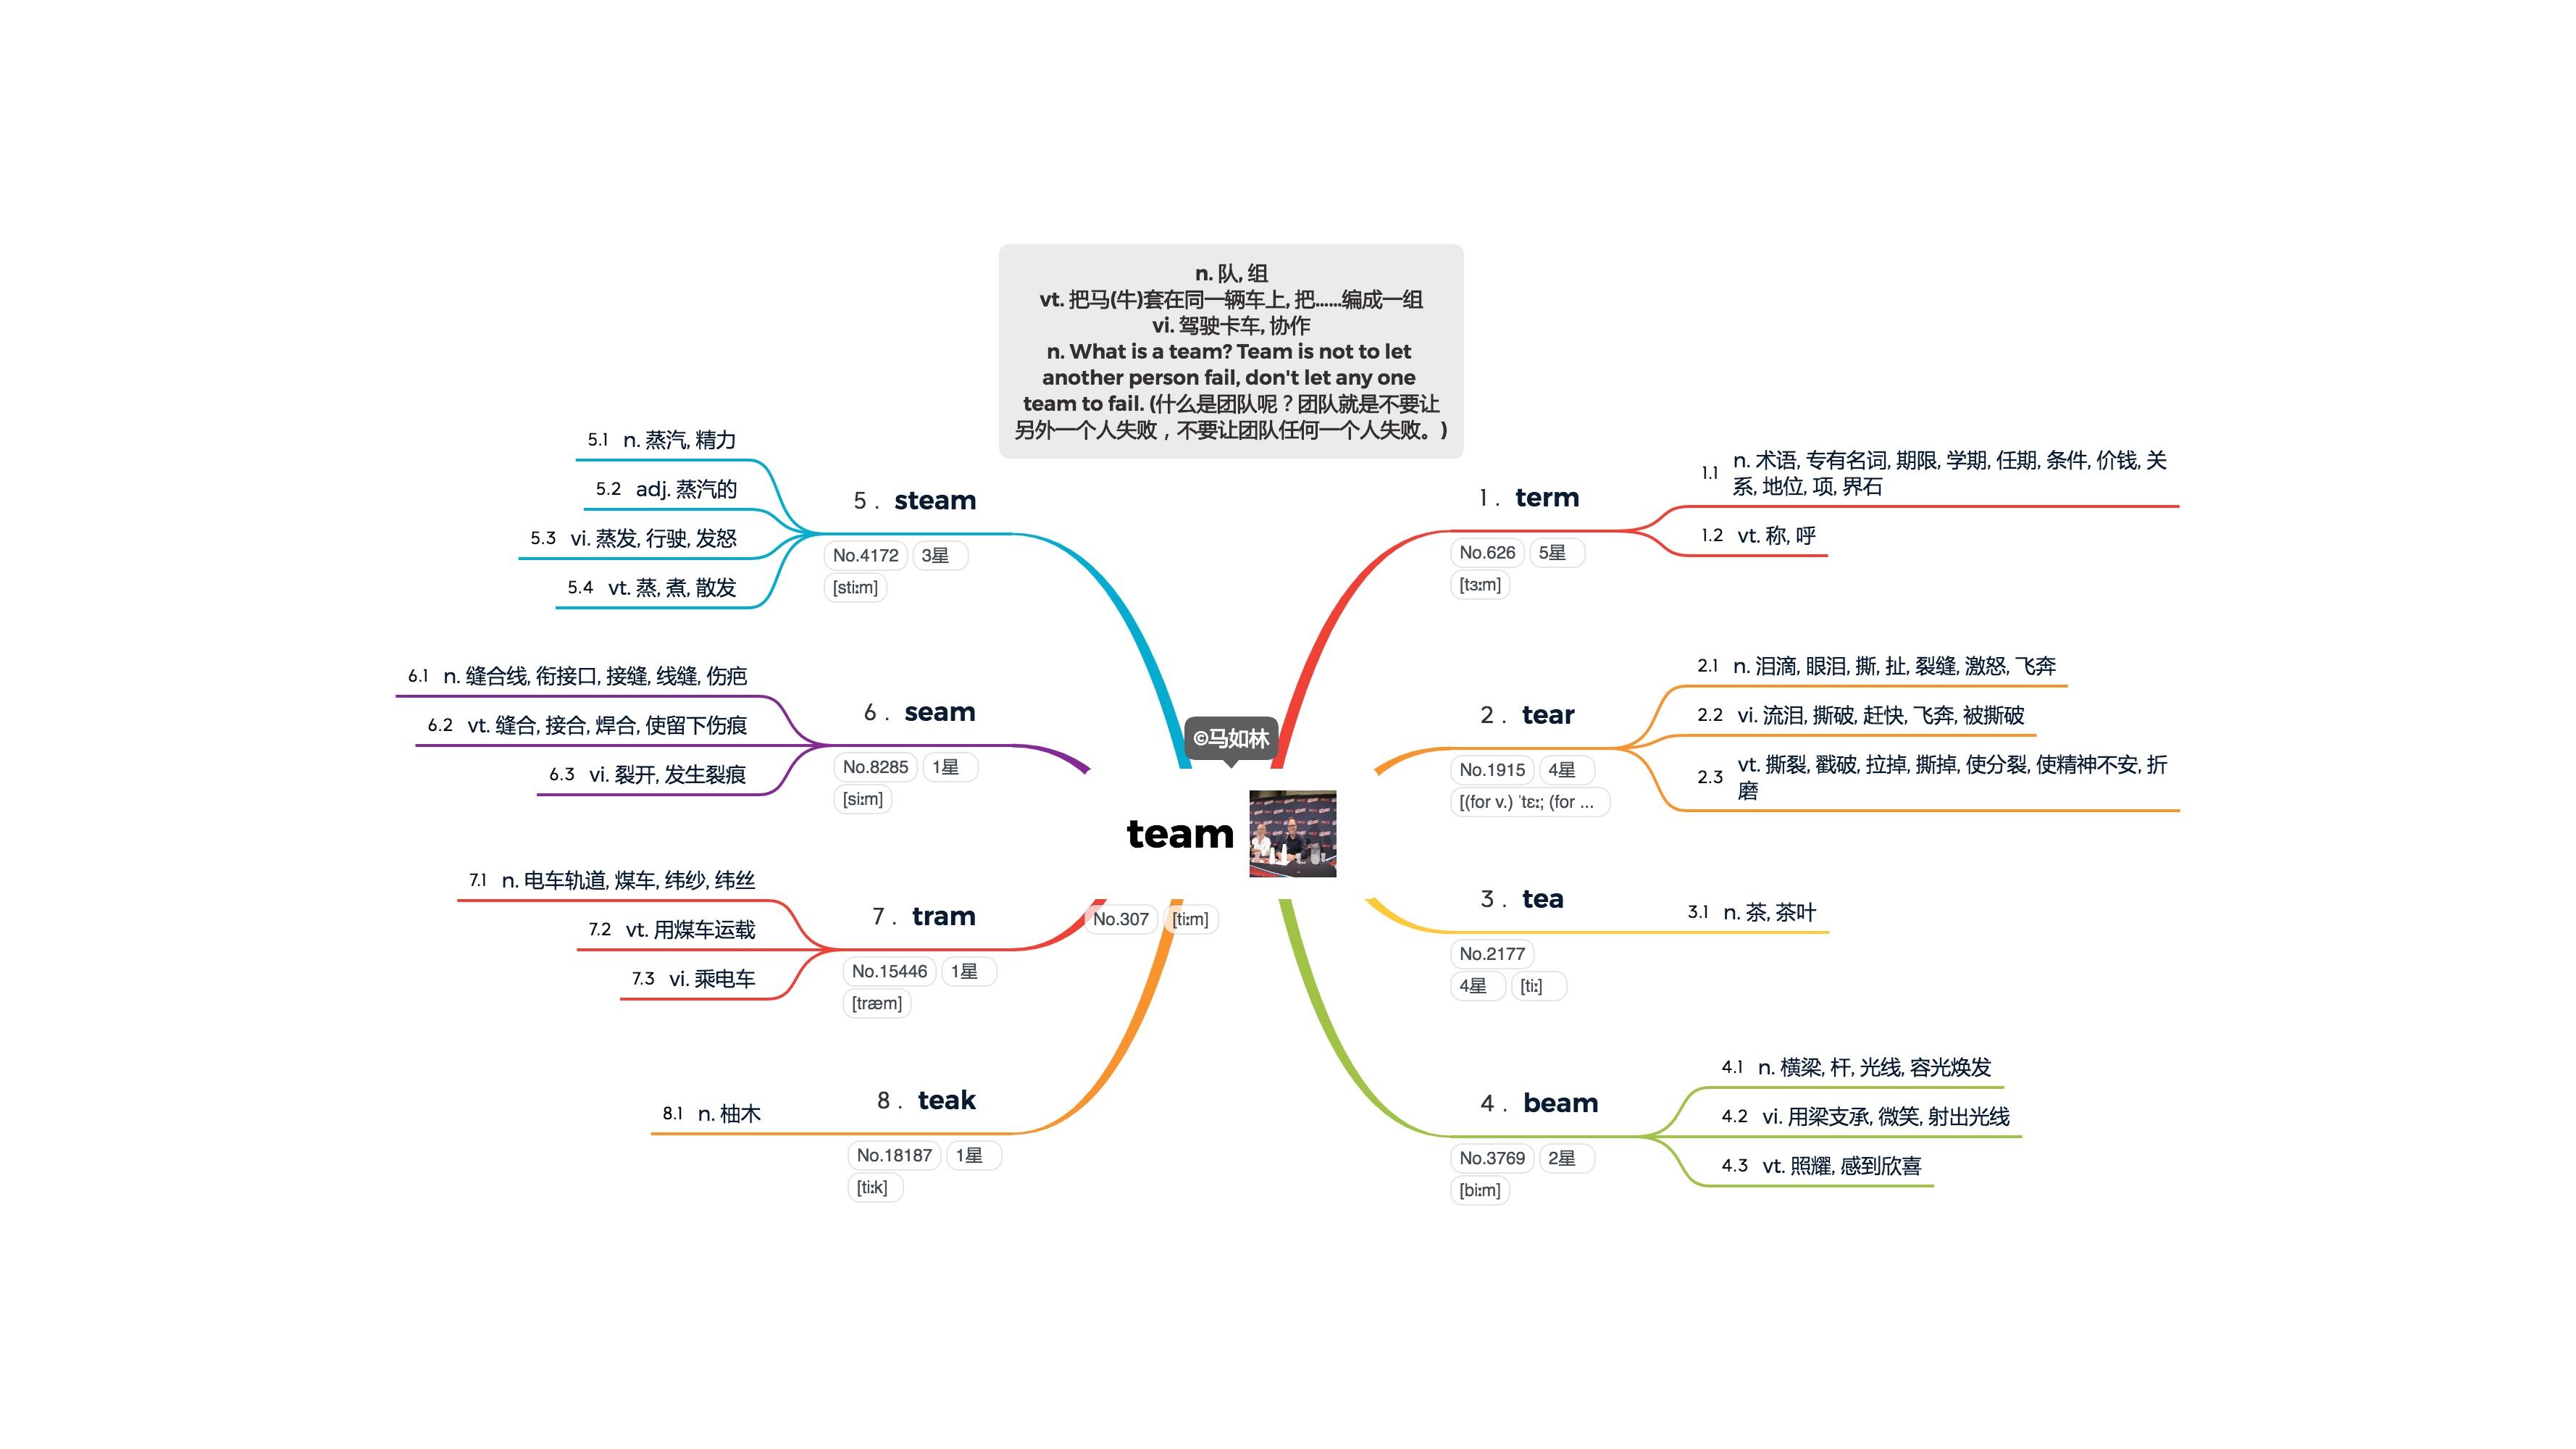 n. 队, 组
vt. 把马(牛)套在同一辆车上, 把……编成一组
vi. 驾驶卡车, 协作
n. What is a team? Team is not to let
another person fail, don't let any one
team to fail. (什么是团队呢？团队就是不要让
另外一个人失败，不要让团队任何一个人失败。)
©马如林
team
No.307 [tiːm]
1. term
No.626 5星
[tɜːm]
1.1 n. 术语, 专有名词, 期限, 学期, 任期, 条件, 价钱, 关
系, 地位, 项, 界石
1.2 vt. 称, 呼
2. tear
No.1915 4星
[(for v.) ˈtɛː; (for ...
2.1 n. 泪滴, 眼泪, 撕, 扯, 裂缝, 激怒, 飞奔
2.2 vi. 流泪, 撕破, 赶快, 飞奔, 被撕破
2.3 vt. 撕裂, 戳破, 拉掉, 撕掉, 使分裂, 使精神不安, 折
磨
3. tea
No.2177
4星 [tiː]
3.1 n. 茶, 茶叶
4. beam
No.3769 2星
[biːm]
4.1 n. 横梁, 杆, 光线, 容光焕发
4.2 vi. 用梁支承, 微笑, 射出光线
4.3 vt. 照耀, 感到欣喜
5. steam
No.4172 3星
[stiːm]
5.1 n. 蒸汽, 精力
5.2 adj. 蒸汽的
5.3 vi. 蒸发, 行驶, 发怒
5.4 vt. 蒸, 煮, 散发
6. seam
No.8285 1星
[siːm]
6.1 n. 缝合线, 衔接口, 接缝, 线缝, 伤疤
6.2 vt. 缝合, 接合, 焊合, 使留下伤痕
6.3 vi. 裂开, 发生裂痕
7. tram
No.15446 1星
[træm]
7.1 n. 电车轨道, 煤车, 纬纱, 纬丝
7.2 vt. 用煤车运载
7.3 vi. 乘电车
8. teak
No.18187 1星
[tiːk]
8.1 n. 柚木